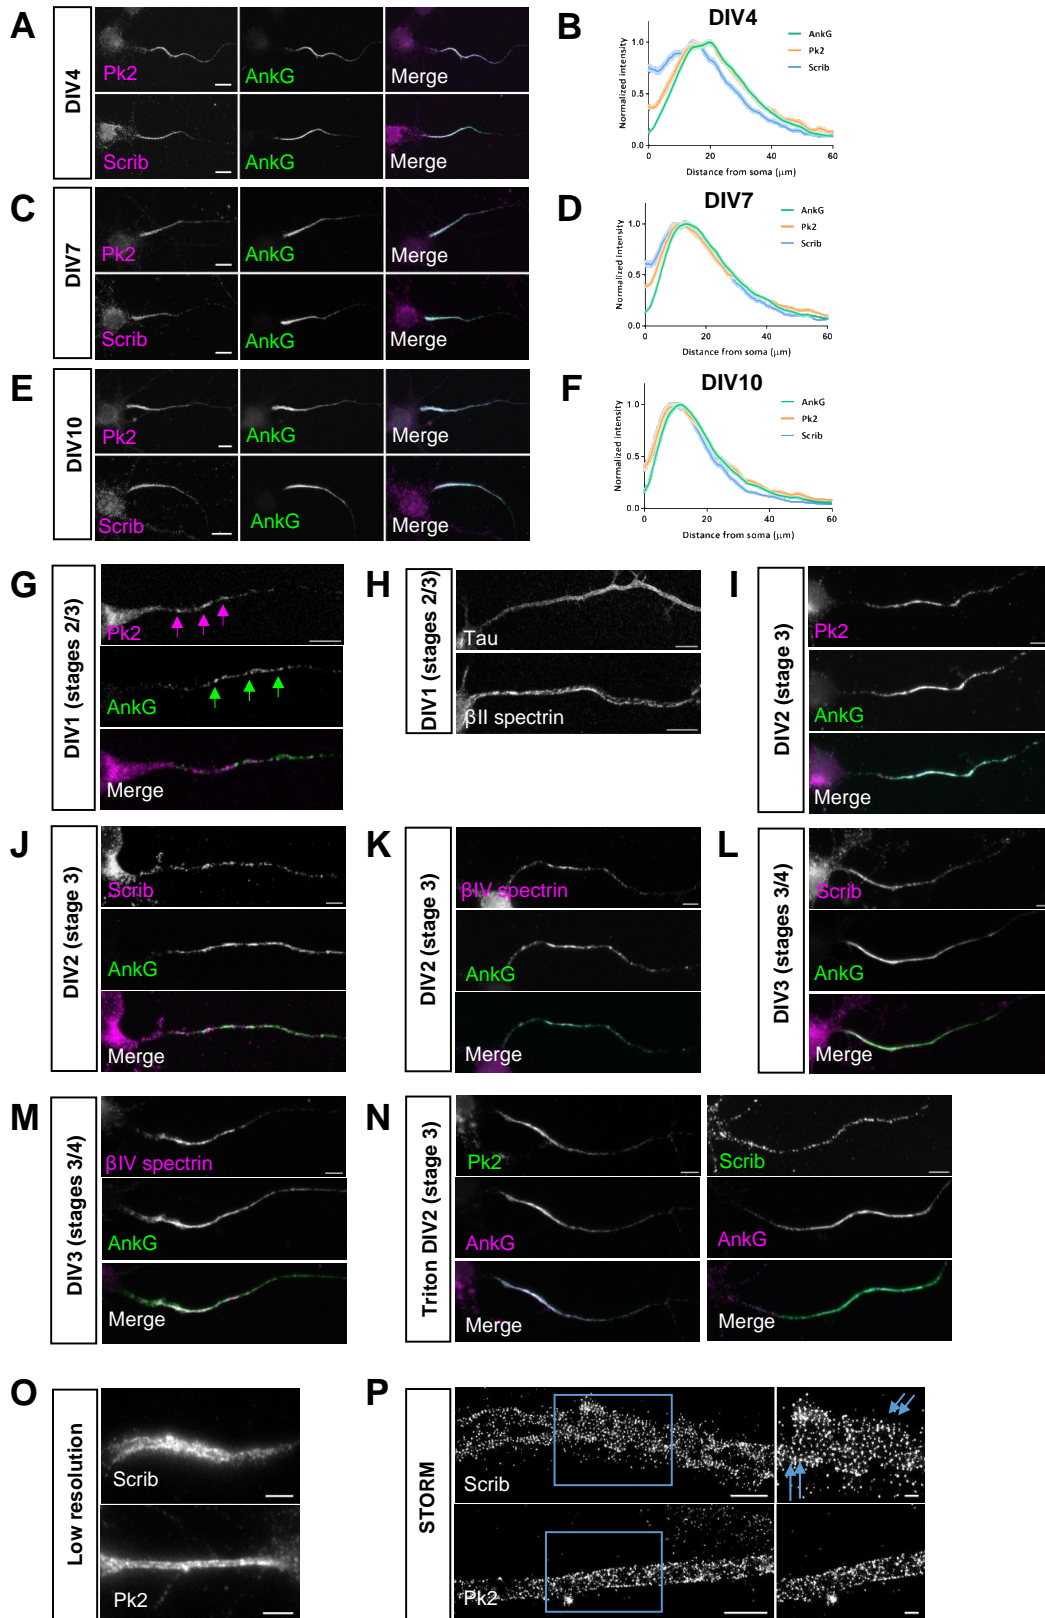 A
DIV4
Pk2
AnkG
Merge
Scrib
AnkG
Merge
B
DIV4
Normalized intensity
1.0
0.5
0.0
0
20
40
60
Distance from soma (μm)
AnkG
Pk2
Scrib
C
DIV7
Pk2
AnkG
Merge
Scrib
AnkG
Merge
D
DIV7
Normalized intensity
1.0
0.5
0.0
0
20
40
60
Distance from soma (μm)
AnkG
Pk2
Scrib
E
DIV10
Pk2
AnkG
Merge
Scrib
AnkG
Merge
F
DIV10
Normalized intensity
1.0
0.5
0.0
0
20
40
60
Distance from soma (μm)
AnkG
Pk2
Scrib
G
DIV1 (stages 2/3)
Pk2
AnkG
Merge
H
DIV1 (stages 2/3)
Tau
βII spectrin
I
DIV2 (stage 3)
Pk2
AnkG
Merge
J
DIV2 (stage 3)
Scrib
AnkG
Merge
K
DIV2 (stage 3)
βIV spectrin
AnkG
Merge
L
DIV3 (stages 3/4)
Scrib
AnkG
Merge
M
DIV3 (stages 3/4)
βIV spectrin
AnkG
Merge
N
Triton DIV2 (stage 3)
Pk2
AnkG
Merge
Scrib
AnkG
Merge
O
Low resolution
Scrib
Pk2
P
STORM
Scrib
Pk2